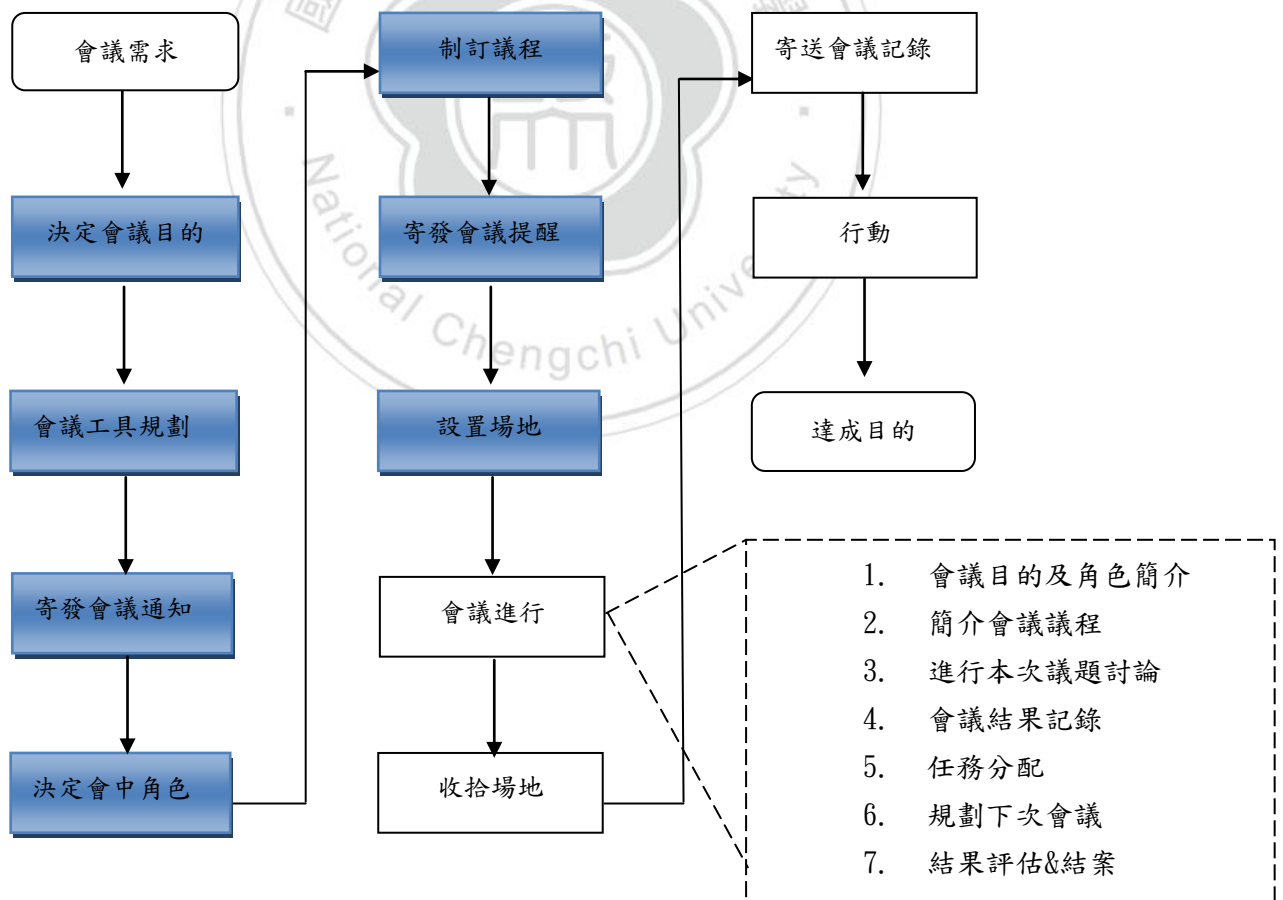 會議需求
決定會議目的
會議工具規劃
寄發會議通知
決定會中角色
制訂議程
寄發會議提醒
設置場地
會議進行
收拾場地
寄送會議記錄
行動
達成目的
1. 會議目的及角色簡介
2. 簡介會議議程
3. 進行本次議題討論
4. 會議結果記錄
5. 任務分配
6. 規劃下次會議
7. 結果評估&結案
National Chengchi University